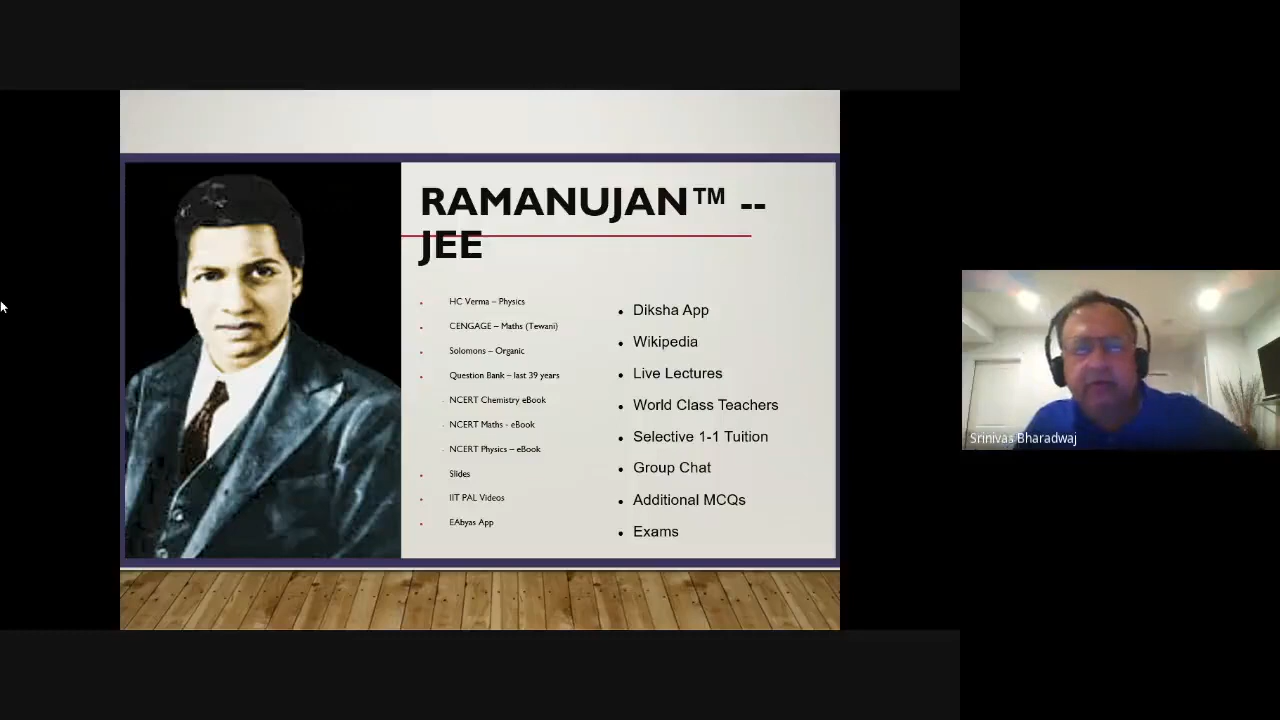 RAMANUJAN™ --
JEE
HC Verma – Physics
CENGAGE – Maths (Tewani)
Solomons – Organic
Question Bank – last 39 years
NCERT Chemistry eBook
NCERT Maths - eBook
NCERT Physics – eBook
Slides
IIT PAL Videos
EAbyas App
Diksha App
Wikipedia
Live Lectures
World Class Teachers
Selective 1-1 Tuition
Group Chat
Additional MCQs
Exams
Srinivas Bharadwaj